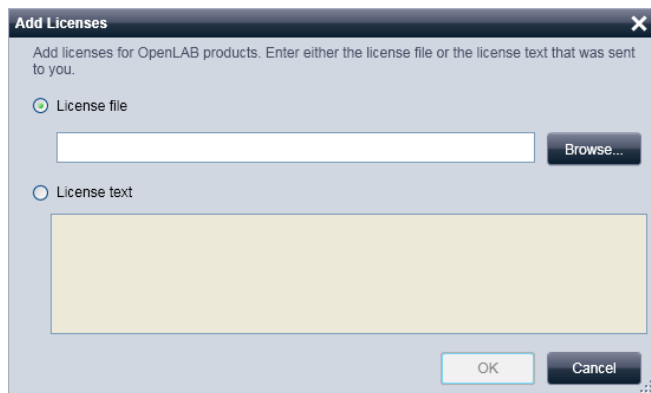 Add Licenses
Add licenses for OpenLAB products. Enter either the license file or the license text that was sent
to you.
License file
Browse...
License text
OK
Cancel